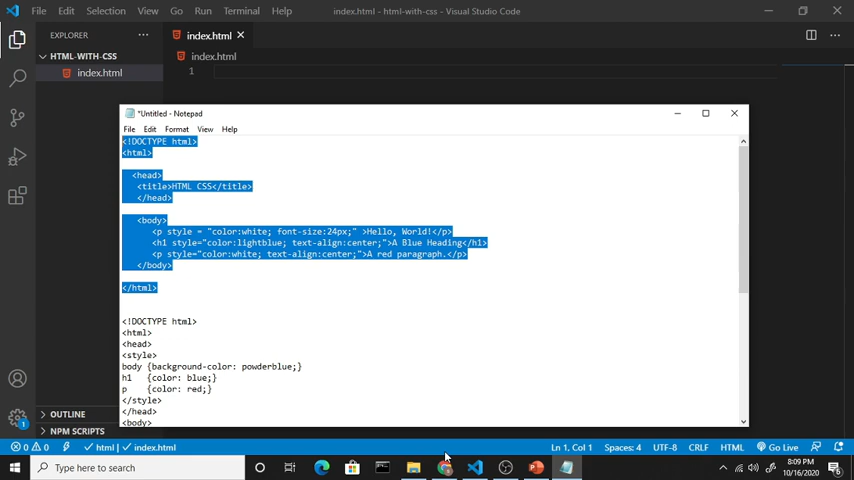 File Edit Selection View Go Run Terminal Help index.html - html-with-css - Visual Studio Code
EXPLORER ... index.html
HTML-WITH-CSS index.html
index.html
1
*Untitled - Notepad
File Edit Format View Help
<!DOCTYPE html>
<html>
<head>
<title>HTML CSS</title>
</head>
<body>
<p style = "color:white; font-size:24px;" >Hello, World!</p>
<h1 style="color:lightblue; text-align:center;">A Blue Heading</h1>
<p style="color:white; text-align:center;">A red paragraph.</p>
</body>
</html>
<!DOCTYPE html>
<html>
<head>
<style>
body {background-color: powderblue;}
h1 {color: blue;}
p {color: red;}
</style>
</head>
<body>
OUTLINE
NPM SCRIPTS
1
0 0 html index.html Ln 1, Col 1 Spaces: 4 UTF-8 CRLF HTML Go Live
Type here to search 8:09 PM
10/16/2020 6